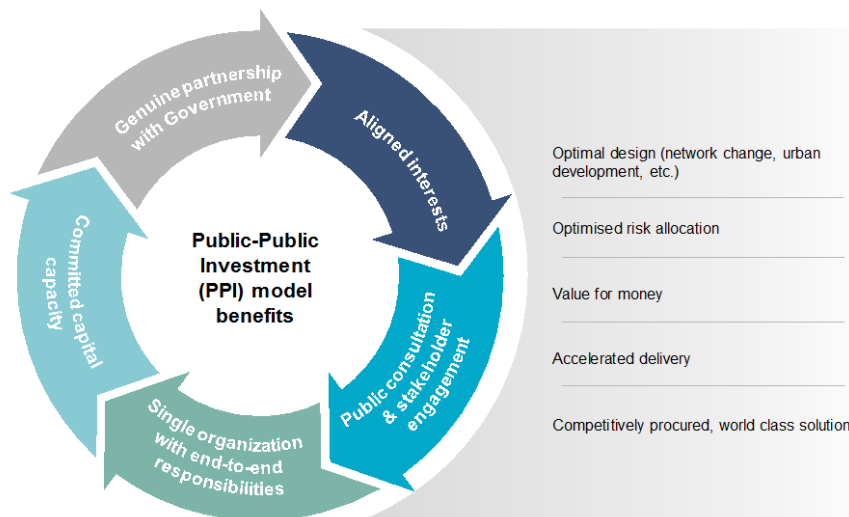 Genuine partnership
with Government
Aligned interests
Public consultation
& stakeholder
engagement
Single organization
with end-to-end
responsibilities
Committed capital
capacity
Public-Public
Investment
(PPI) model
benefits
Optimal design (network change, urban
development, etc.)
Optimised risk allocation
Value for money
Accelerated delivery
Competitively procured, world class solution